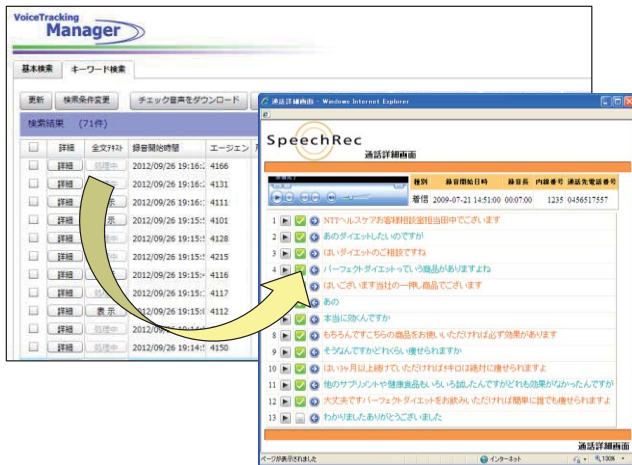 VoiceTracking
Manager
基本検索 キーワード検索
更新 検索条件変更 チェック音声をダウンロード
検索結果 (71件)
詳細 全文テキスト 録音開始時間 エージェン
詳細 処理中 2012/09/26 19:16: 4166
詳細 2012/09/26 19:16: 4131
詳細 示 2012/09/26 19:16: 4111
詳細 示 2012/09/26 19:15: 4101
詳細 2012/09/26 19:15: 4128
詳細 2012/09/26 19:15: 4215
詳細 2012/09/26 19:15: 4116
詳細 2012/09/26 19:15: 4117
詳細 表示 2012/09/26 19:15: 4112
詳細 処理中 2012/09/26 19:14:
詳細 処理中 2012/09/26 19:14: 4150
通話詳細画面 - Windows Internet Explorer
SpeechRec
通話詳細画面
種別 録音開始日時 録音長 内線番号 通話先電話番号
着信 2009-07-21 14:51:00 00:07:00 1235 0456517557
1 NTTヘルスケアお客様相談室担当田中でございます
2 あのダイエットしたいのですが
3 はいダイエットのご相談ですね
4 パーフェクトダイエットっていう商品がありますよね
はいございます当社の一押し商品でございます
あの
本当に効くんですか
8 もちろんですこちらの商品をお使いいただければ必ず効果があります
9 そうなんですかどれくらい痩せられますか
10 はい3ヶ月以上続けていただければ5キロは絶対に痩せられますよ
11 他のサプリメントや健康食品もいろいろ試したんですがどれも効果がなかったんですが
12 大丈夫ですパーフェクトダイエットをお飲みいただければ簡単に誰でも痩せられますよ
13 わかりましたありがとうございました
通話詳細画面
ページが表示されました インターネット 100%